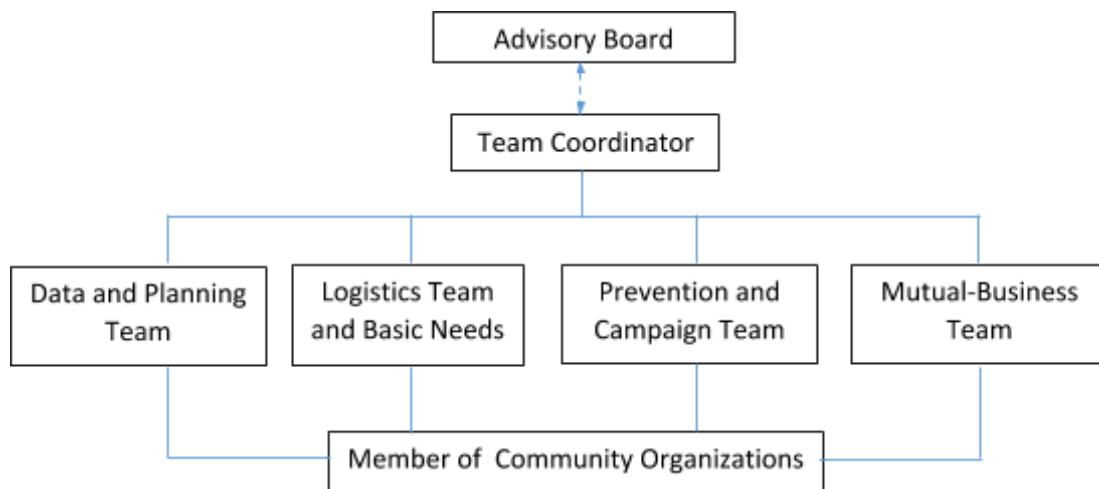 Advisory Board
Team Coordinator
Data and Planning
Team
Logistics Team
and Basic Needs
Prevention and
Campaign Team
Mutual-Business
Team
Member of  Community Organizations